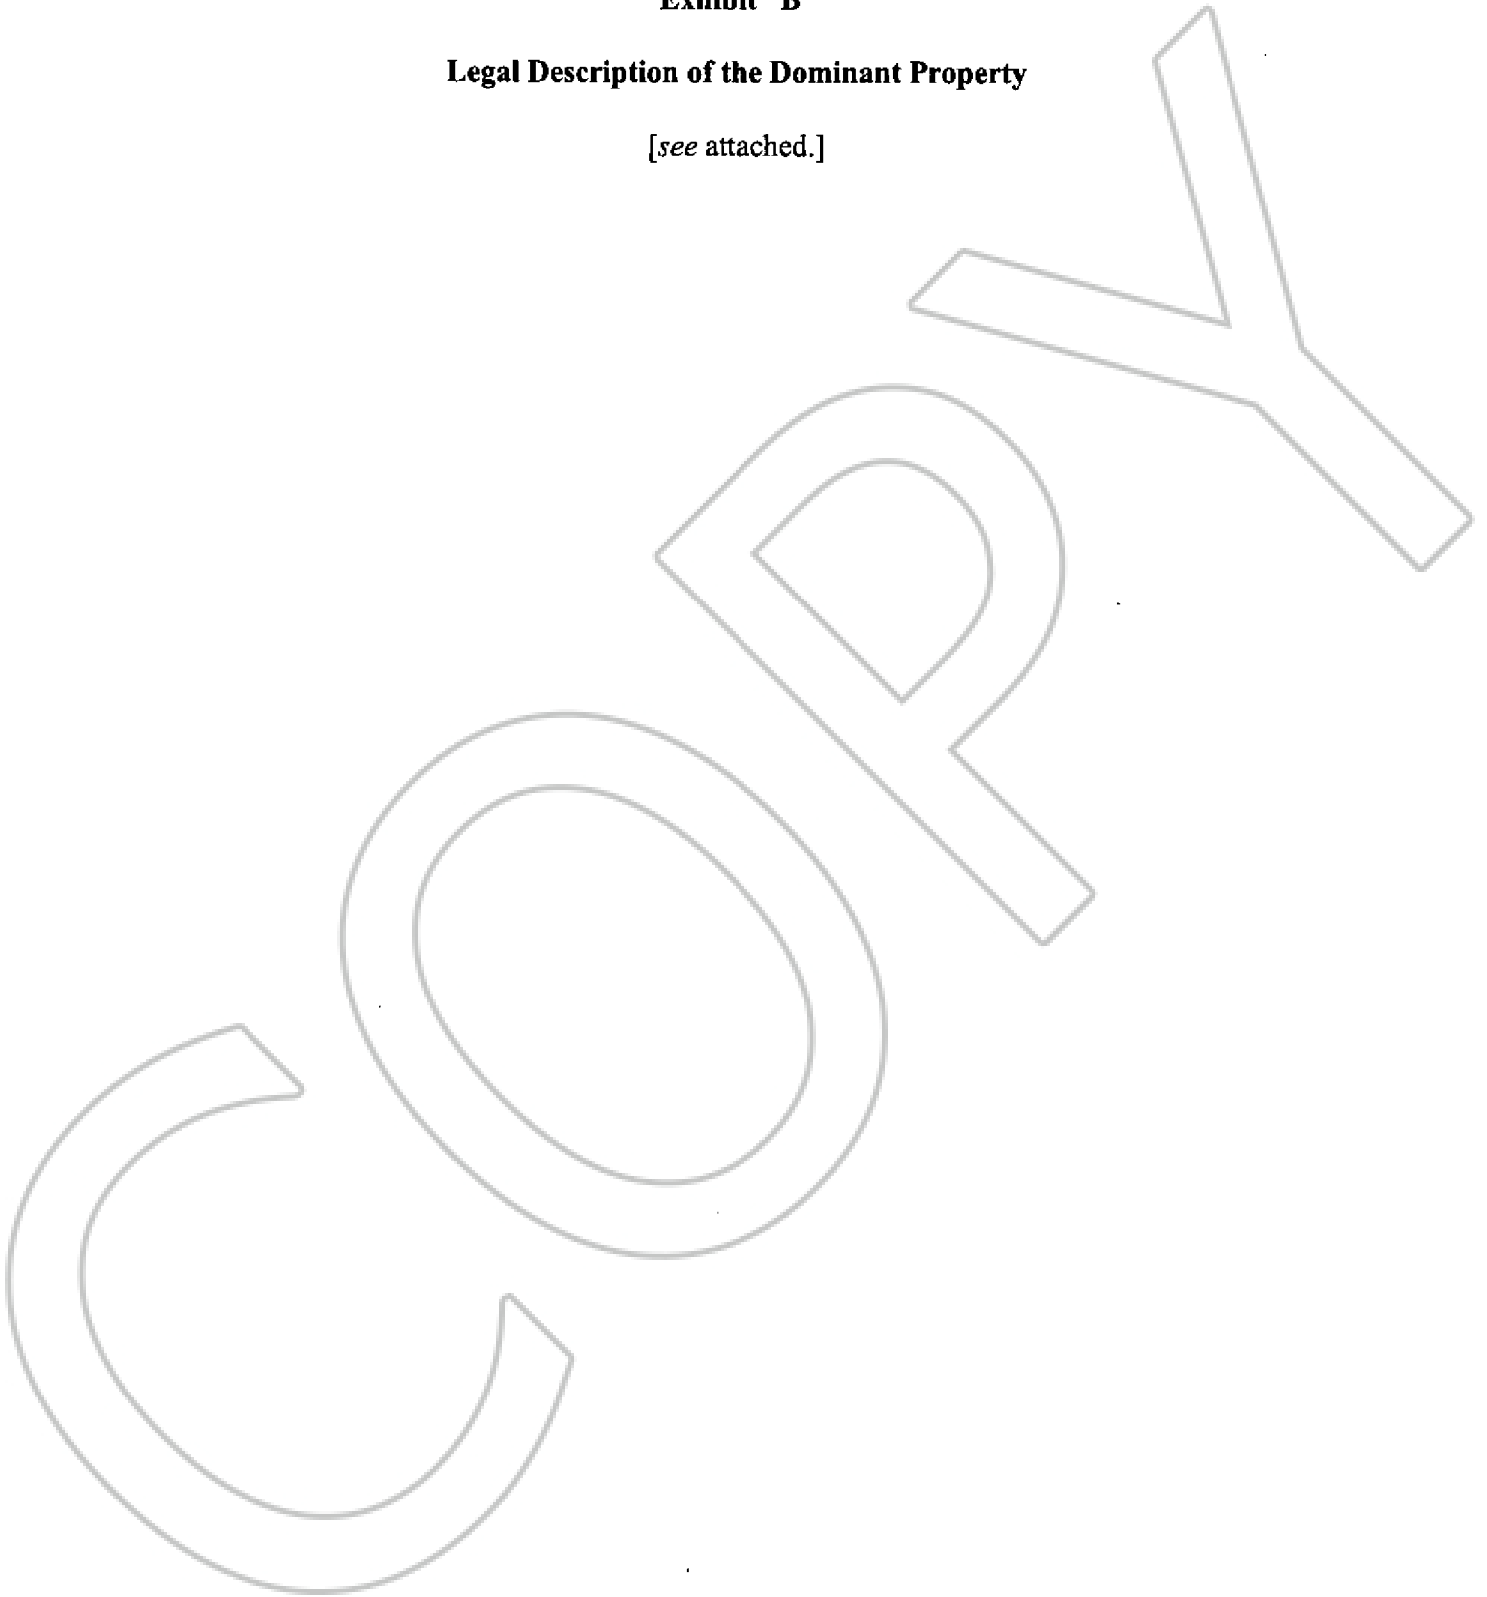 Exhibit "B"
Legal Description of the Dominant Property
[see attached.]
COPY